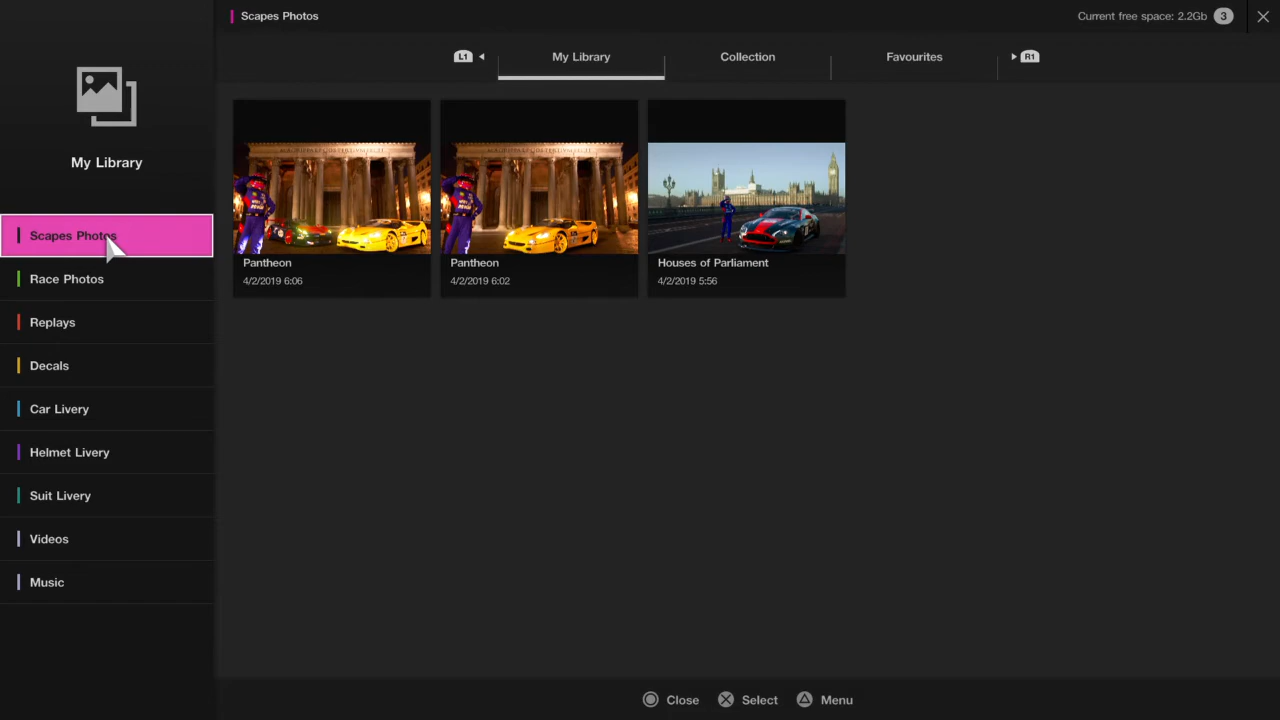 Scapes Photos
Current free space: 2.2Gb 3
L1 My Library Collection Favourites R1
My Library
Scapes Photos
Race Photos
Replays
Decals
Car Livery
Helmet Livery
Suit Livery
Videos
Music
Pantheon
4/2/2019 6:06
Pantheon
4/2/2019 6:02
Houses of Parliament
4/2/2019 5:56
Close Select Menu